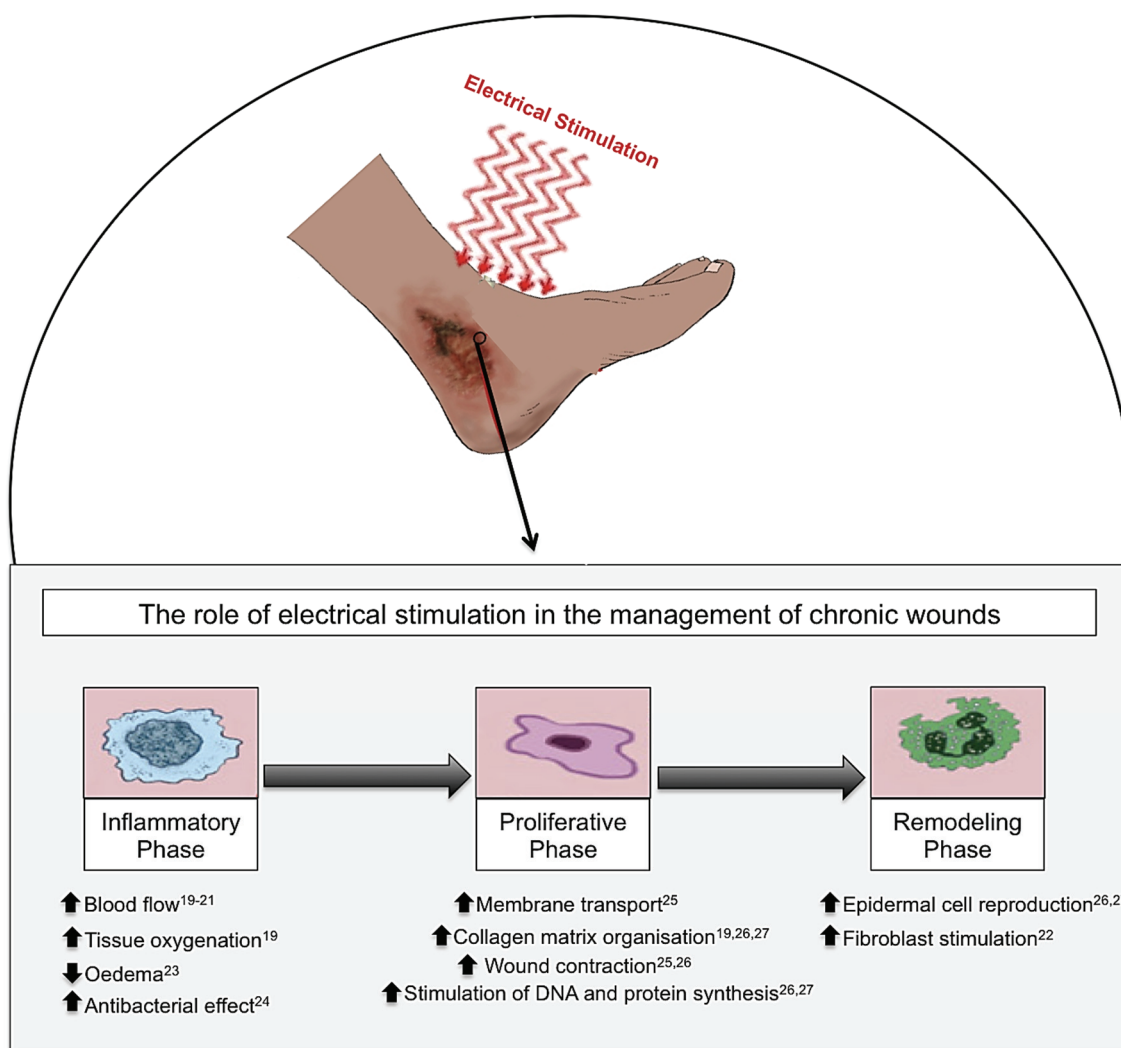 Electrical Stimulation
The role of electrical stimulation in the management of chronic wounds
Inflammatory
Phase
Proliferative
Phase
Remodeling
Phase
Blood flow19-21
Tissue oxygenation19
Oedema23
Antibacterial effect24
Membrane transport25
Collagen matrix organisation19,26,27
Wound contraction25,26
Stimulation of DNA and protein synthesis26,27
Epidermal cell reproduction26,2
Fibroblast stimulation22